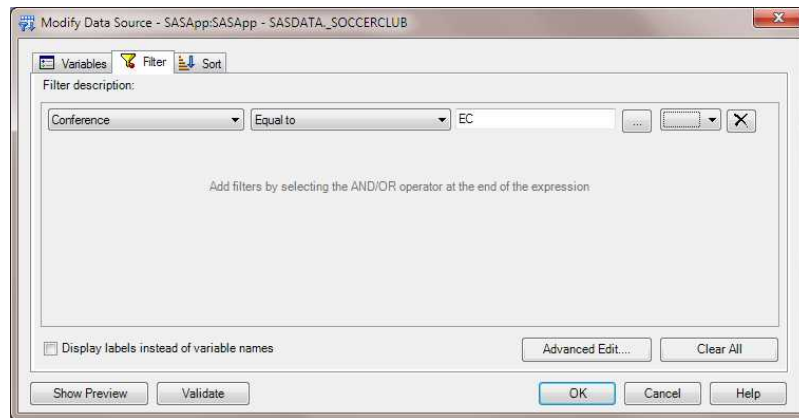 Modify Data Source - SASApp:SASApp - SASDATA._SOCCERCLUB
Variables Filter Sort
Filter description:
Conference Equal to EC ...
Add filters by selecting the AND/OR operator at the end of the expression
Display labels instead of variable names Advanced Edit.... Clear All
Show Preview Validate OK Cancel Help